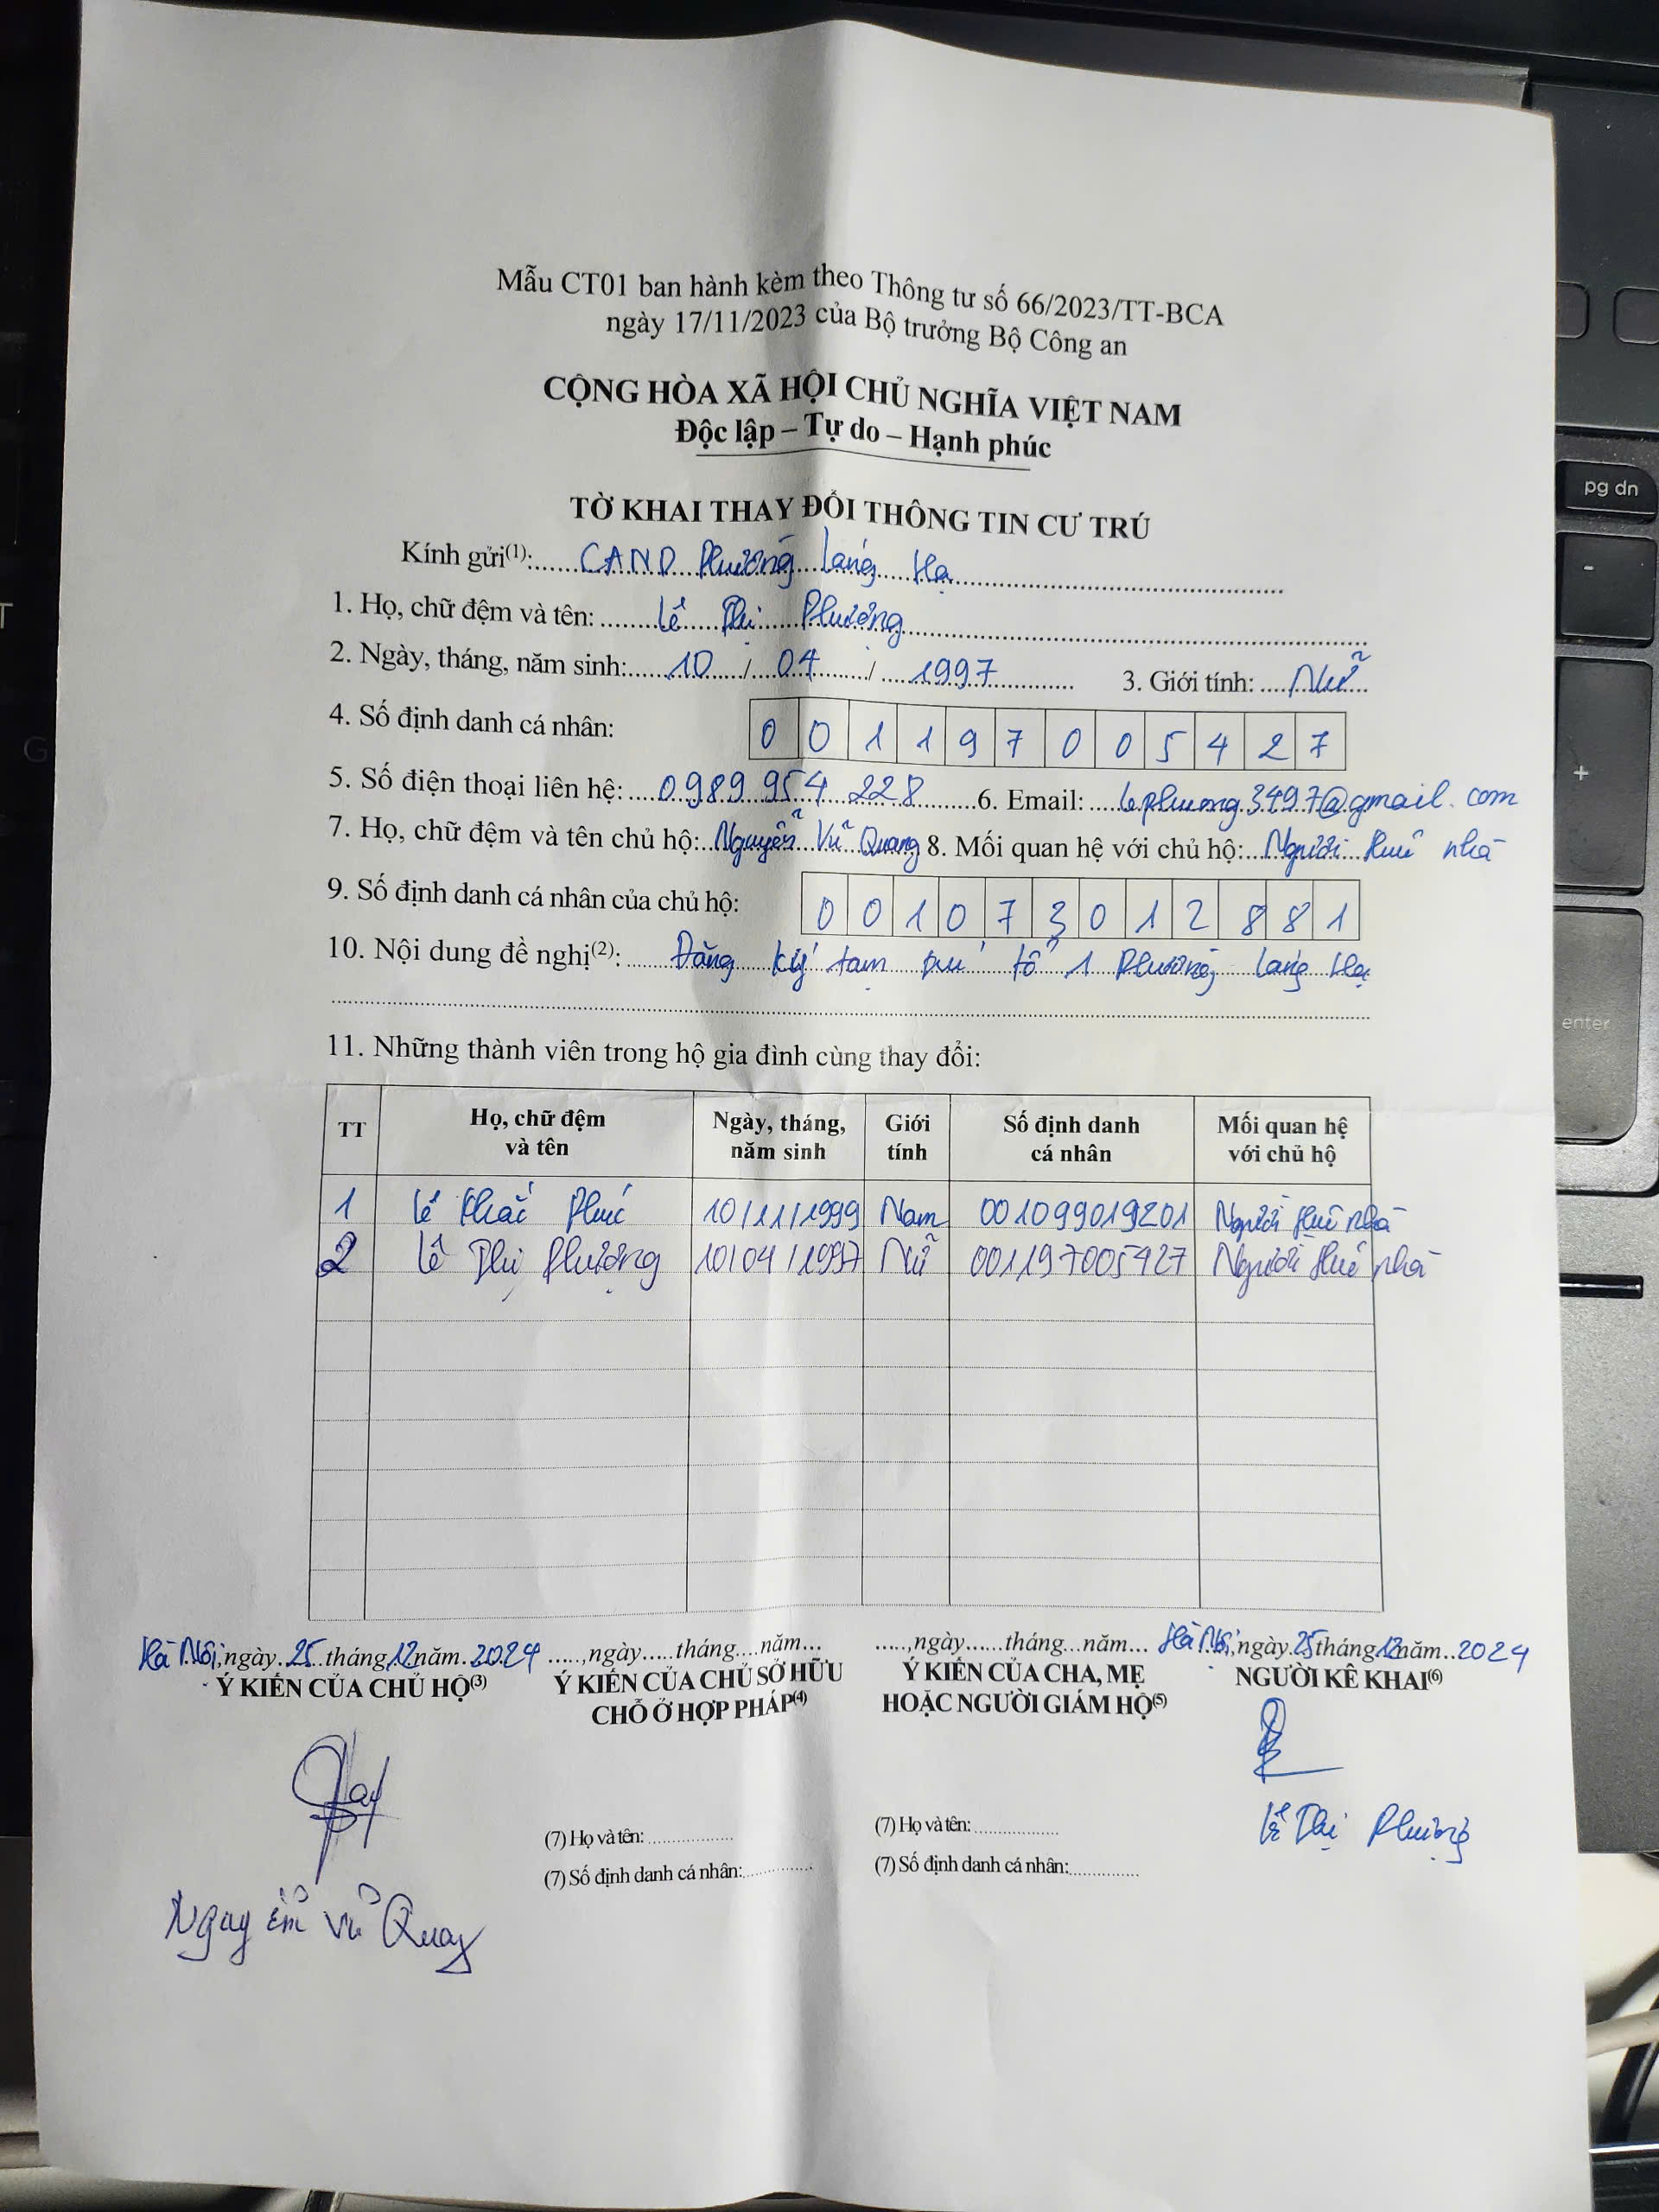 Mẫu CT01 ban hành kèm theo Thông tư số 66/2023/TT-BCA
ngày 17/11/2023 của Bộ trưởng Bộ Công an
CỘNG HÒA XÃ HỘI CHỦ NGHĨA VIỆT NAM
Độc lập – Tự do – Hạnh phúc
TỜ KHAI THAY ĐỔI THÔNG TIN CƯ TRÚ
Kính gửi(1):......CAND Phường Láng Hạ
1. Họ, chữ đệm và tên: Lê Thị Phượng
2. Ngày, tháng, năm sinh: 10 / 04 / 1997 3. Giới tính: Nữ
4. Số định danh cá nhân: 0 0 1 1 9 7 0 0 5 4 2 7
5. Số điện thoại liên hệ: 0989 954 228 6. Email: lephuong.3497@gmail.com
7. Họ, chữ đệm và tên chủ hộ: Nguyễn Vũ Quang 8. Mối quan hệ với chủ hộ: Người thuê nhà
9. Số định danh cá nhân của chủ hộ: 0 0 1 0 7 3 0 1 2 8 8 1
10. Nội dung đề nghị(2): Đăng ký tạm trú tổ 1 Phường Láng Hạ
11. Những thành viên trong hộ gia đình cùng thay đổi:
TT Họ, chữ đệm và tên Ngày, tháng, năm sinh Giới tính Số định danh cá nhân Mối quan hệ với chủ hộ
1 Lê Khắc Phúc 10/11/1999 Nam 001099019201 Người thuê nhà
2 Lê Thị Phượng 10/04/1997 Nữ 001197005427 Người thuê nhà
Hà Nội, ngày 25 tháng 12 năm 2024 ....., ngày......tháng....năm... ....., ngày......tháng...năm... Hà Nội, ngày 25 tháng 12 năm 2024
Ý KIẾN CỦA CHỦ HỘ(3) Ý KIẾN CỦA CHỦ SỞ HỮU Ý KIẾN CỦA CHA, MẸ NGƯỜI KÊ KHAI(6)
CHỖ Ở HỢP PHÁP(4) HOẶC NGƯỜI GIÁM HỘ(5)
(7) Họ và tên: (7) Họ và tên: Lê Thị Phượng
(7) Số định danh cá nhân: (7) Số định danh cá nhân:
Nguyễn Vũ Quang